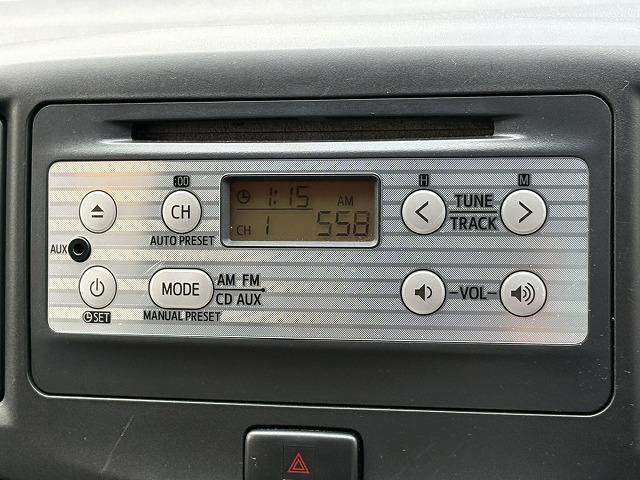 :00
H
M
1:15 AM
CH
TUNE
TRACK
CH 1 558
AUTO PRESET
AUX
MODE
AM FM
CD AUX
VOL
SET
MANUAL PRESET